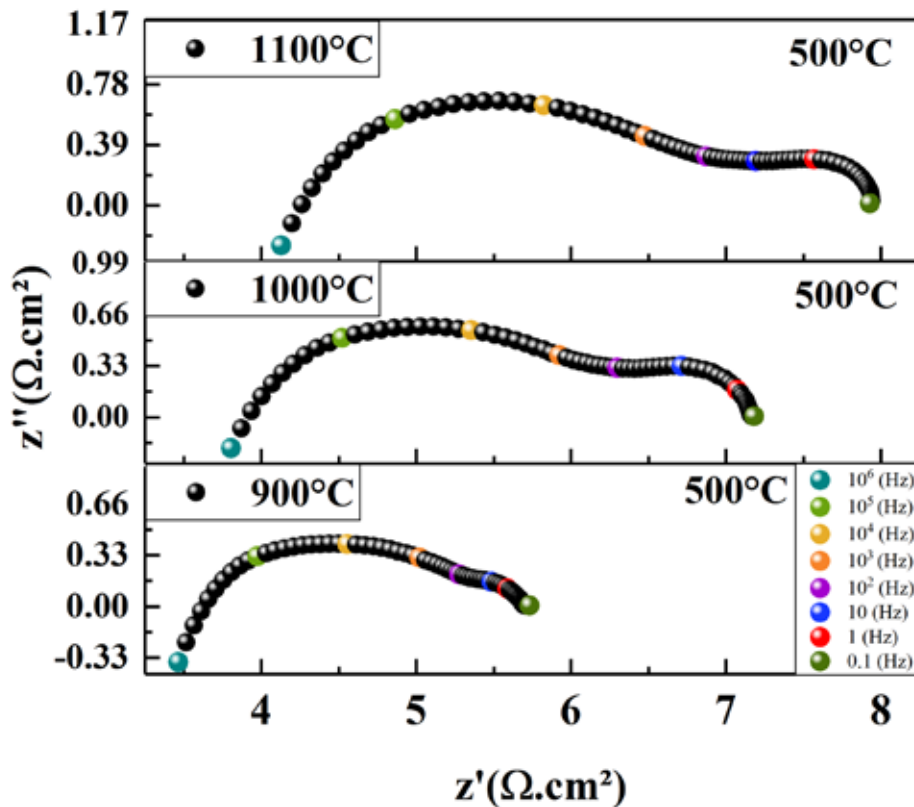 1.17
1100°C
500°C
0.78
0.39
0.00
0.99
1000°C
500°C
0.66
0.33
0.00
z''(Ω.cm²)
900°C
500°C
0.66
0.33
0.00
-0.33
10⁶ (Hz)
10⁵ (Hz)
10⁴ (Hz)
10³ (Hz)
10² (Hz)
10 (Hz)
1 (Hz)
0.1 (Hz)
4 5 6 7 8
z'(Ω.cm²)